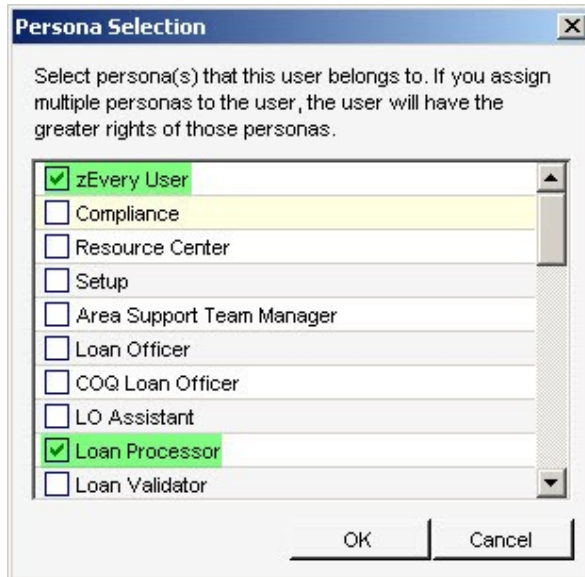 Persona Selection
Select persona(s) that this user belongs to. If you assign
multiple personas to the user, the user will have the
greater rights of those personas.
zEvery User
Compliance
Resource Center
Setup
Area Support Team Manager
Loan Officer
COQ Loan Officer
LO Assistant
Loan Processor
Loan Validator
OK Cancel